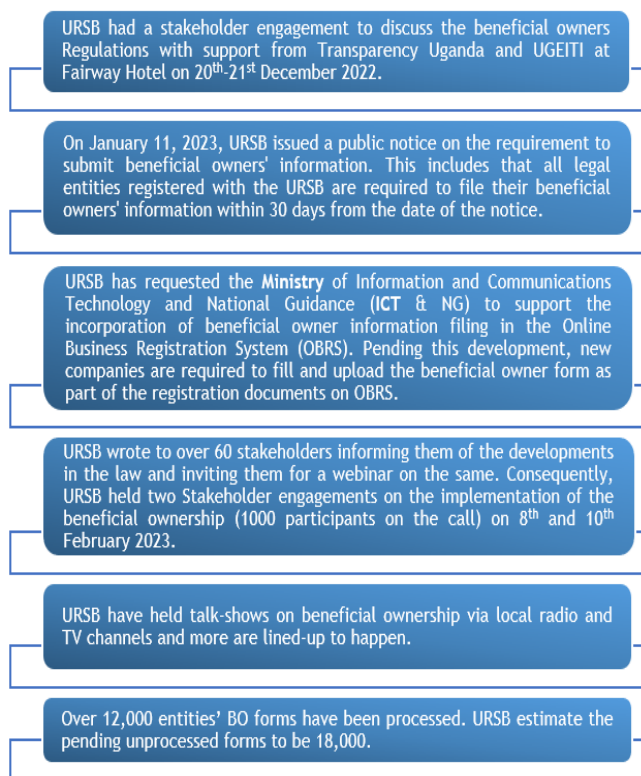 URSB had a stakeholder engagement to discuss the beneficial owners
Regulations with support from Transparency Uganda and UGEITI at
Fairway Hotel on 20th-21st December 2022.
On January 11, 2023, URSB issued a public notice on the requirement to
submit beneficial owners' information. This includes that all legal
entities registered with the URSB are required to file their beneficial
owners' information within 30 days from the date of the notice.
URSB has requested the Ministry of Information and Communications
Technology and National Guidance (ICT & NG) to support the
incorporation of beneficial owner information filing in the Online
Business Registration System (OBRS). Pending this development, new
companies are required to fill and upload the beneficial owner form as
part of the registration documents on OBRS.
URSB wrote to over 60 stakeholders informing them of the developments
in the law and inviting them for a webinar on the same. Consequently,
URSB held two Stakeholder engagements on the implementation of the
beneficial ownership (1000 participants on the call) on 8th and 10th
February 2023.
URSB have held talk-shows on beneficial ownership via local radio and
TV channels and more are lined-up to happen.
Over 12,000 entities’ BO forms have been processed. URSB estimate the
pending unprocessed forms to be 18,000.